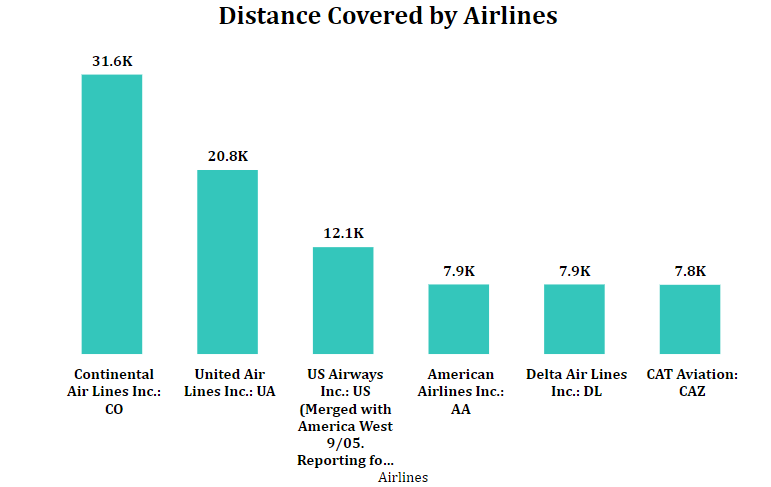 Distance Covered by Airlines
31.6K
20.8K
12.1K
7.9K
7.9K
7.8K
Continental
Air Lines Inc.:
CO
United Air
Lines Inc.: UA
US Airways
Inc.: US
(Merged with
America West
9/05.
Reporting fo...
American
Airlines Inc.:
AA
Delta Air Lines
Inc.: DL
CAT Aviation:
CAZ
Airlines